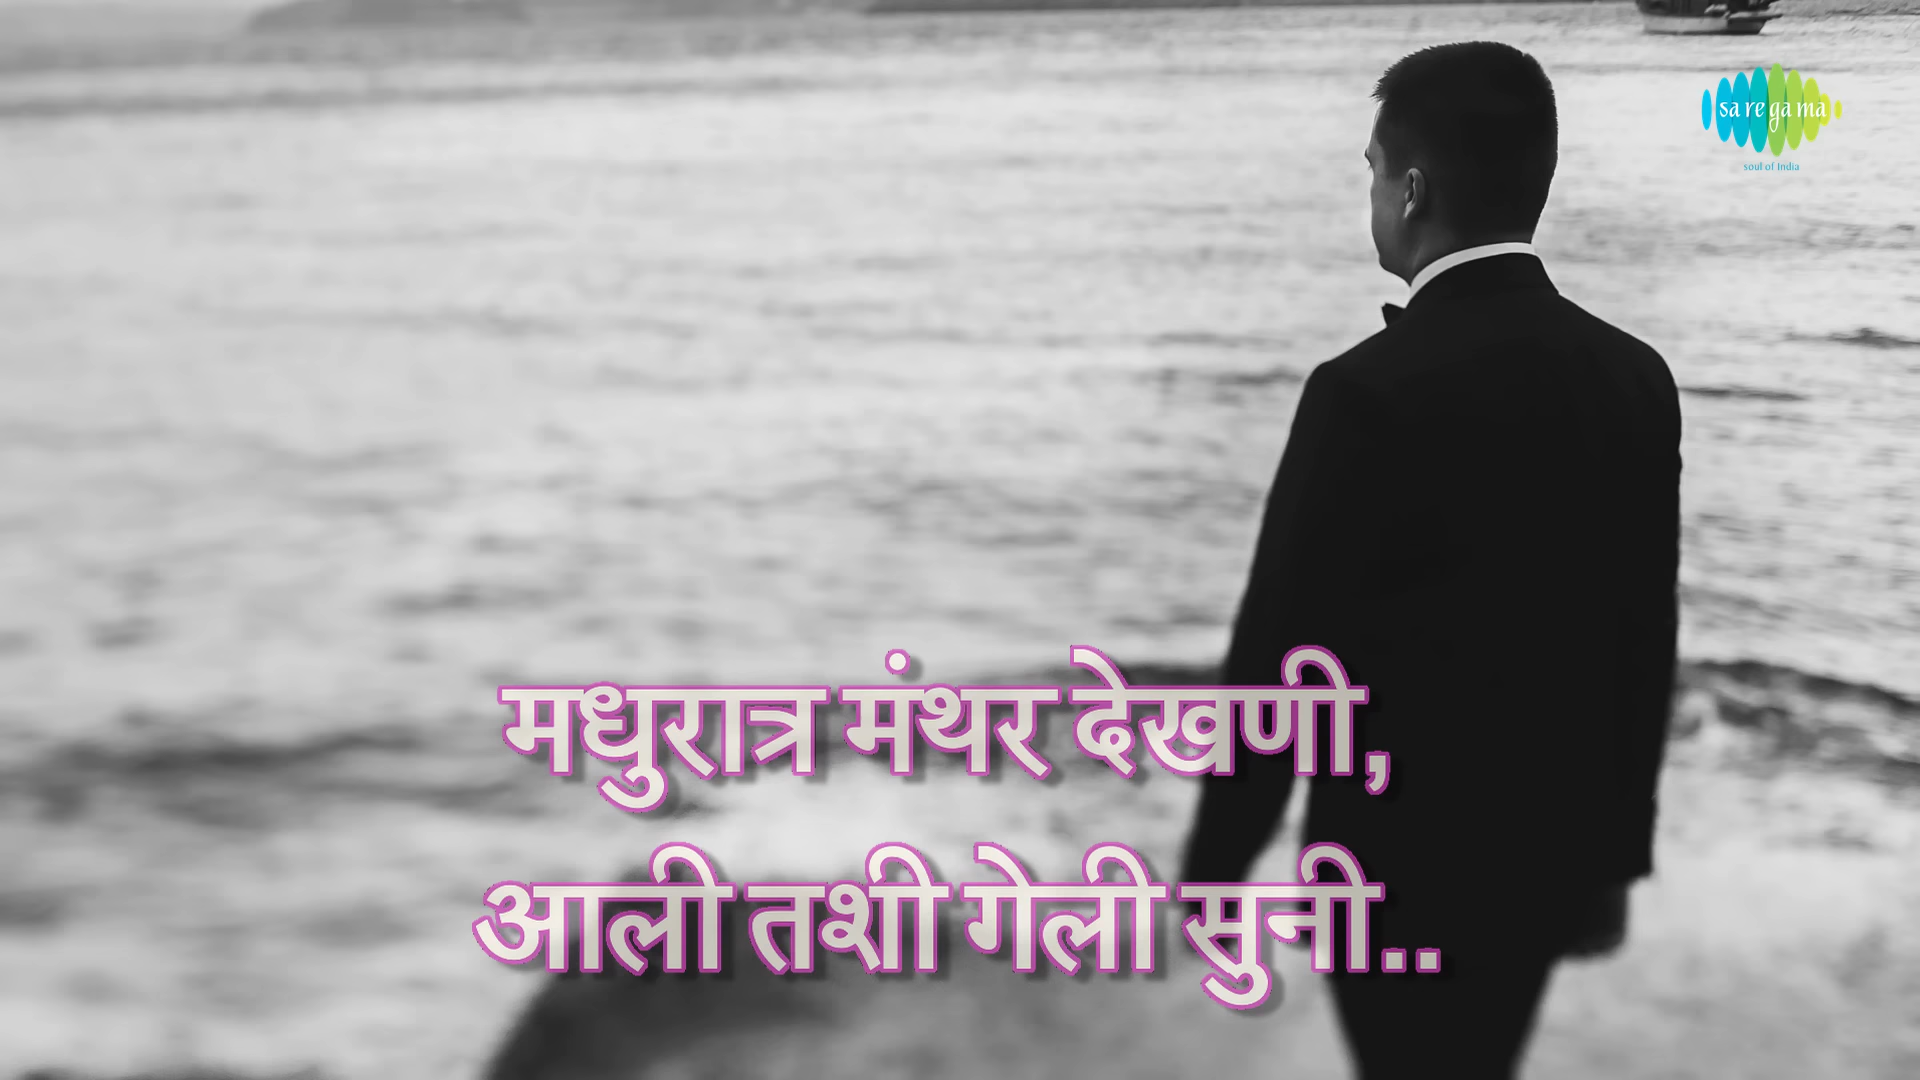 sa re ga ma
soul of India
मधुरात्र मंथर देखणी,
आली तशी गेली सुनी..